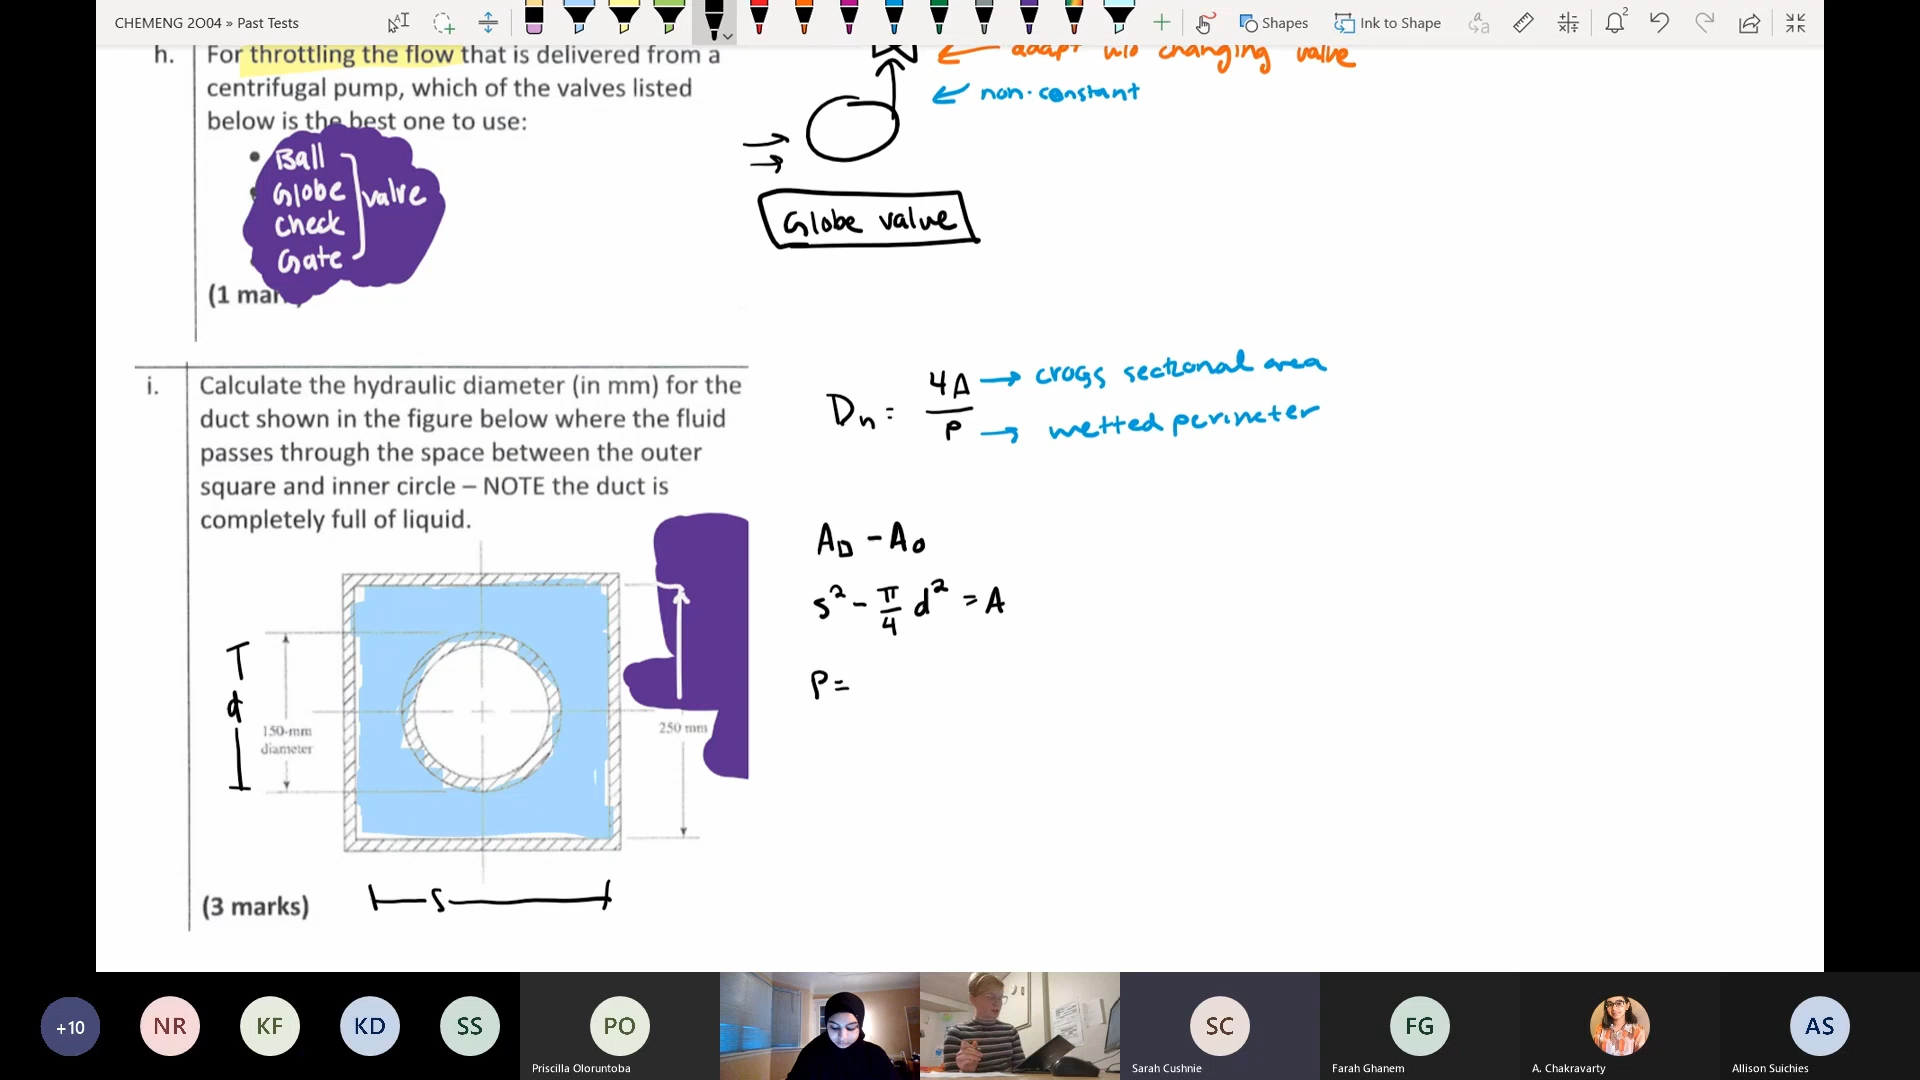 CHEMENG 2O04 » Past Tests
Shapes
Ink to Shape
2
h. For throttling the flow that is delivered from a
centrifugal pump, which of the valves listed
below is the best one to use:
Ball
Globe
Check
Gate
valve
(1 mar
adapt w/o changing valve
non-constant
Globe valve
i. Calculate the hydraulic diameter (in mm) for the
duct shown in the figure below where the fluid
passes through the space between the outer
square and inner circle – NOTE the duct is
completely full of liquid.
150-mm
diameter
250 mm
d
s
(3 marks)
Dh = 4A/P
→ cross sectional area
→ wetted perimeter
A□ - A○
s² - π/4 d² = A
P =
+10
NR
KF
KD
SS
PO
Priscilla Oloruntoba
SC
Sarah Cushnie
FG
Farah Ghanem
A. Chakravarty
AS
Allison Suichies